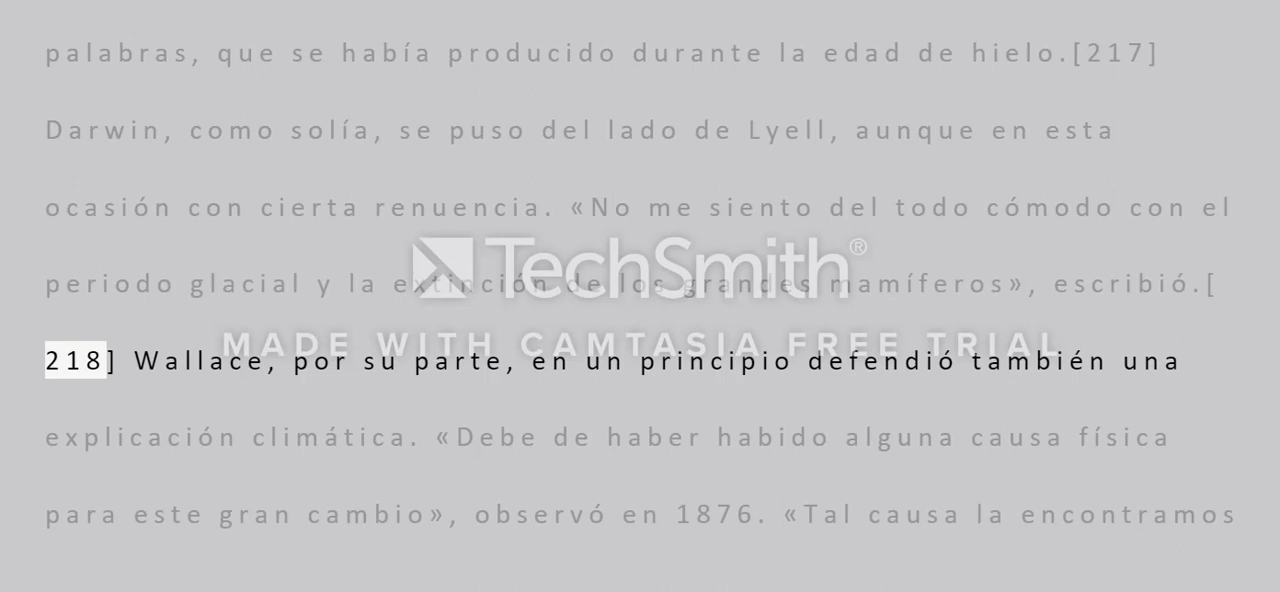 palabras, que se había producido durante la edad de hielo.[217]
Darwin, como solía, se puso del lado de Lyell, aunque en esta
ocasión con cierta renuencia. «No me siento del todo cómodo con el
periodo glacial y la extinción de los grandes mamíferos», escribió.[
TechSmith®
MADE WITH CAMTASIA FREE TRIAL
218] Wallace, por su parte, en un principio defendió también una
explicación climática. «Debe de haber habido alguna causa física
para este gran cambio», observó en 1876. «Tal causa la encontramos